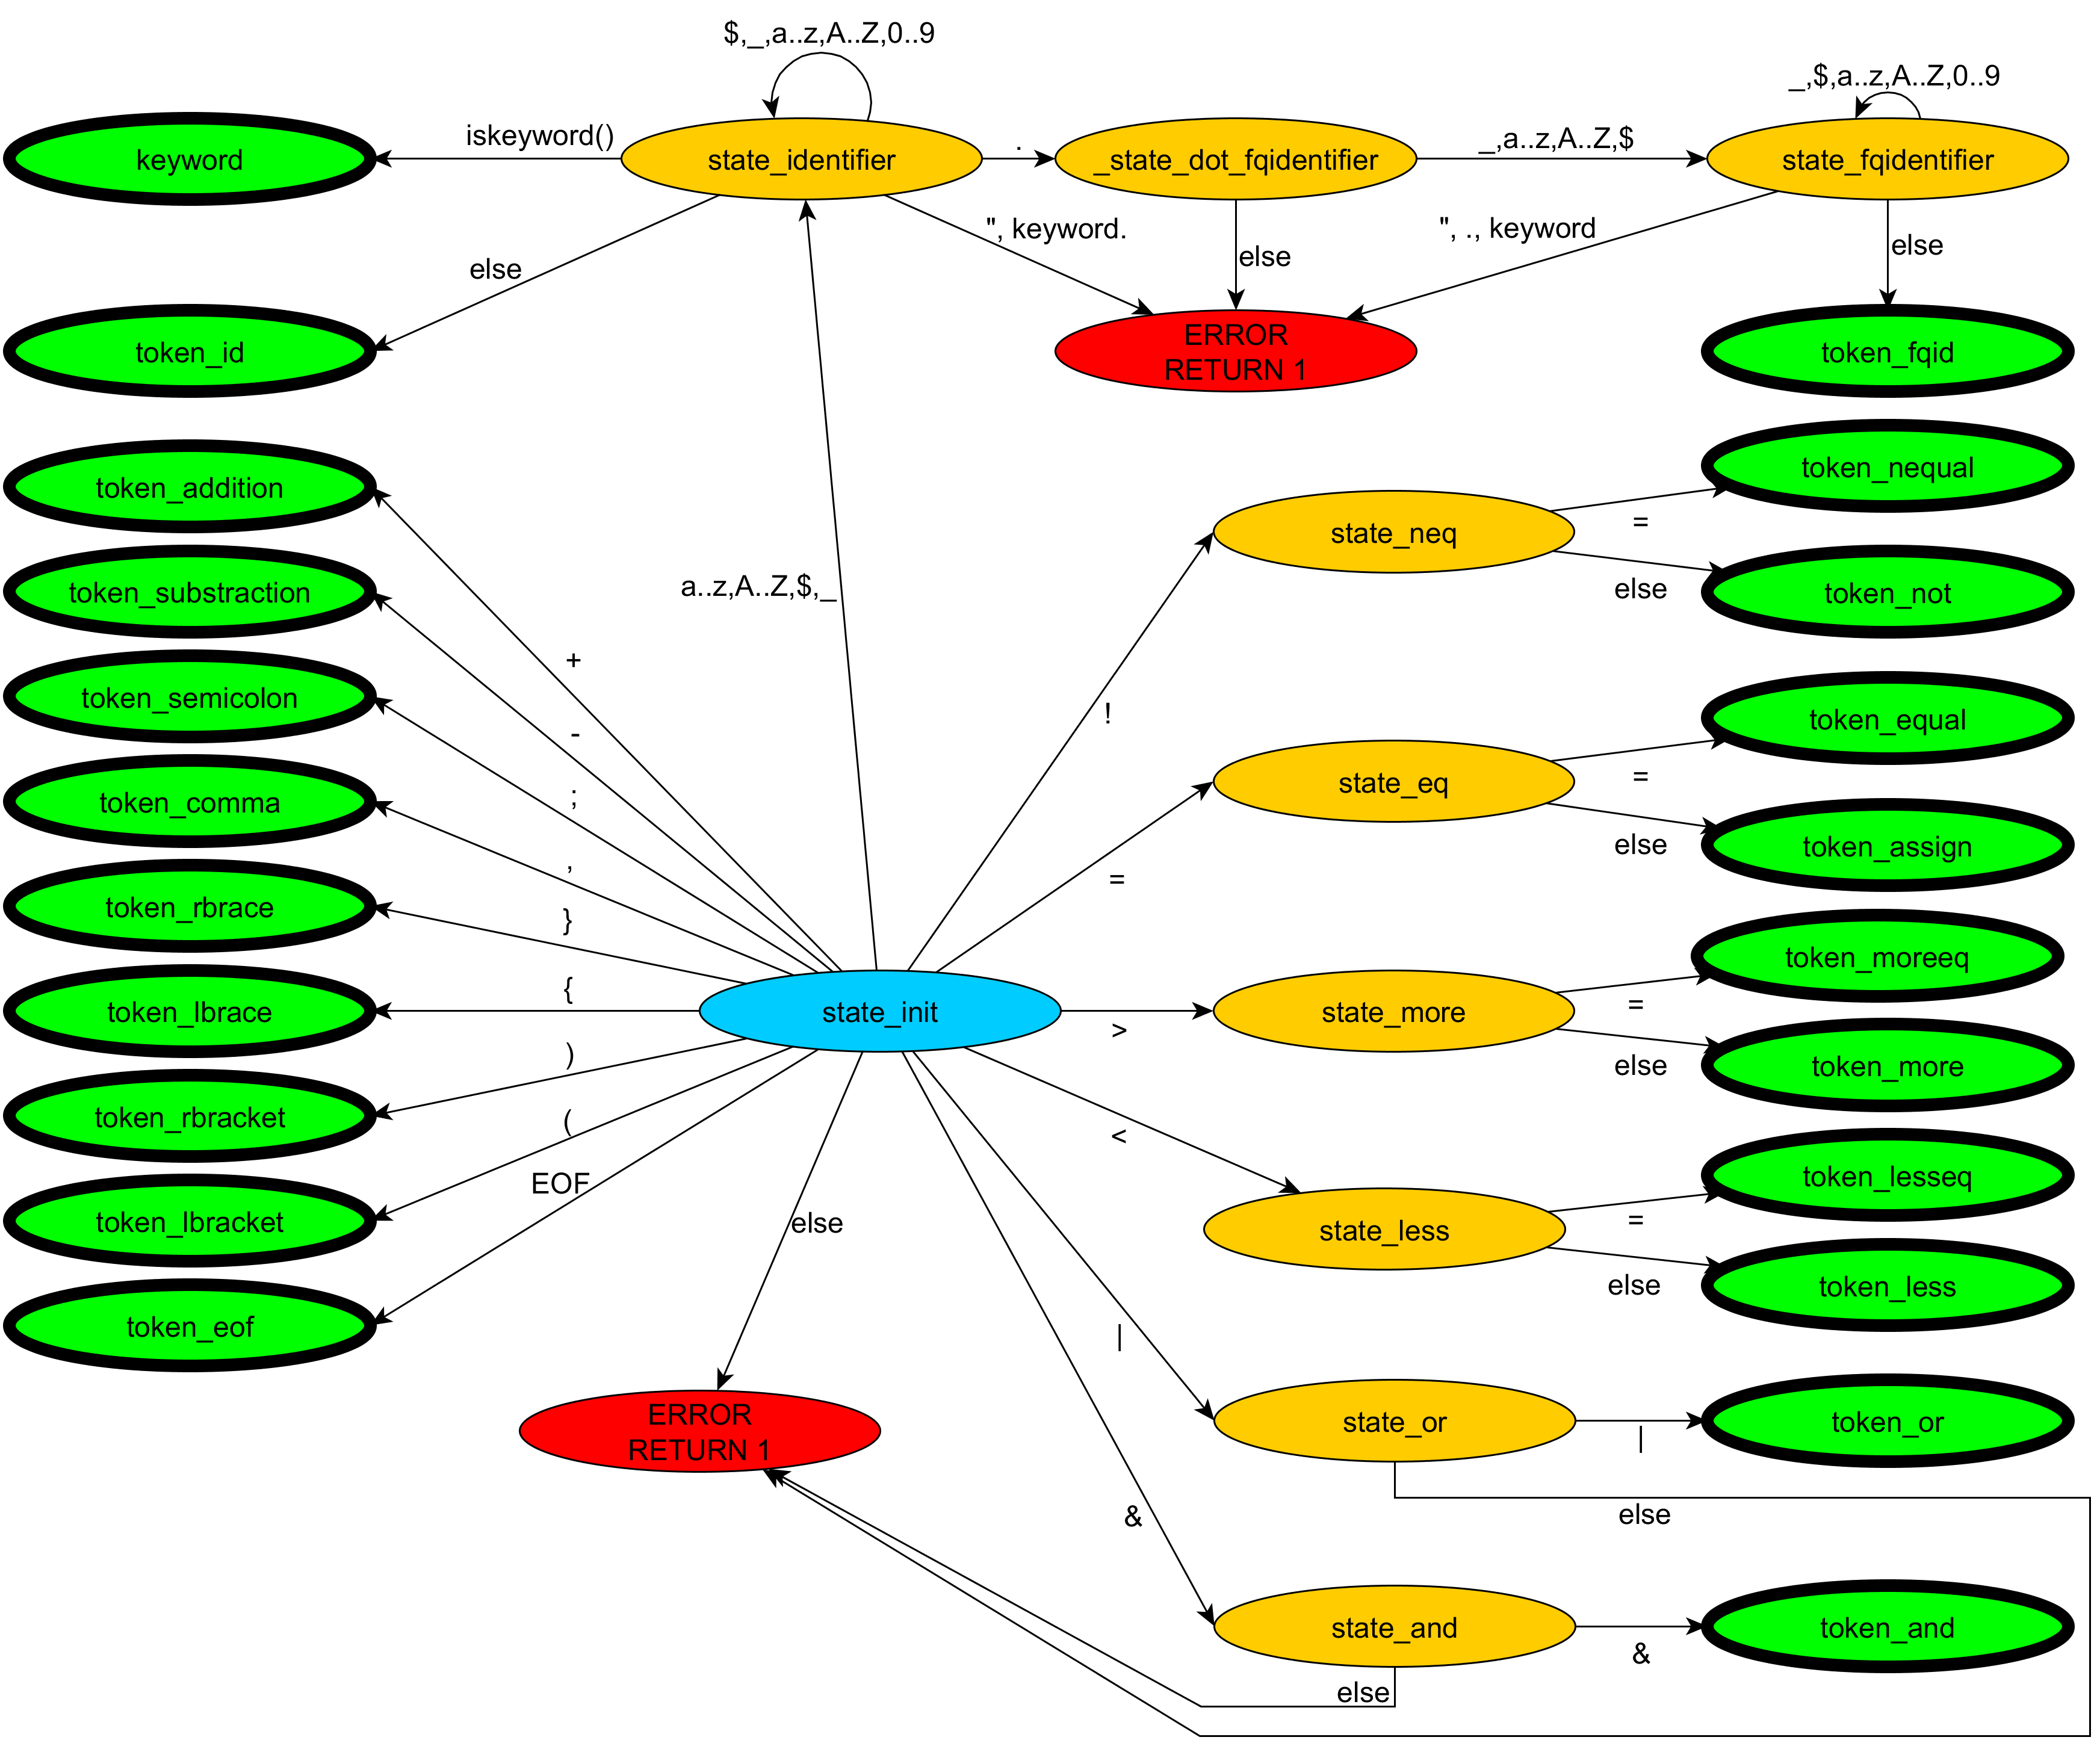 $,_,a..z,A..Z,0..9
_,$,a..z,A..Z,0..9
iskeyword()
.
_,a..z,A..Z,$
keyword
state_identifier
_state_dot_fqidentifier
state_fqidentifier
", keyword.
", ., keyword
else
else
else
token_id
ERROR
RETURN 1
token_fqid
token_addition
token_nequal
state_neq
=
token_substraction
a..z,A..Z,$,_
else
token_not
+
token_semicolon
-
!
token_equal
state_eq
=
token_comma
;
else
token_assign
,
=
token_rbrace
}
token_moreeq
{
=
token_lbrace
state_init
state_more
>
)
else
token_more
token_rbracket
(
<
token_lesseq
EOF
token_lbracket
else
state_less
=
else
token_less
token_eof
|
ERROR
RETURN 1
state_or
|
token_or
&
else
state_and
&
token_and
else